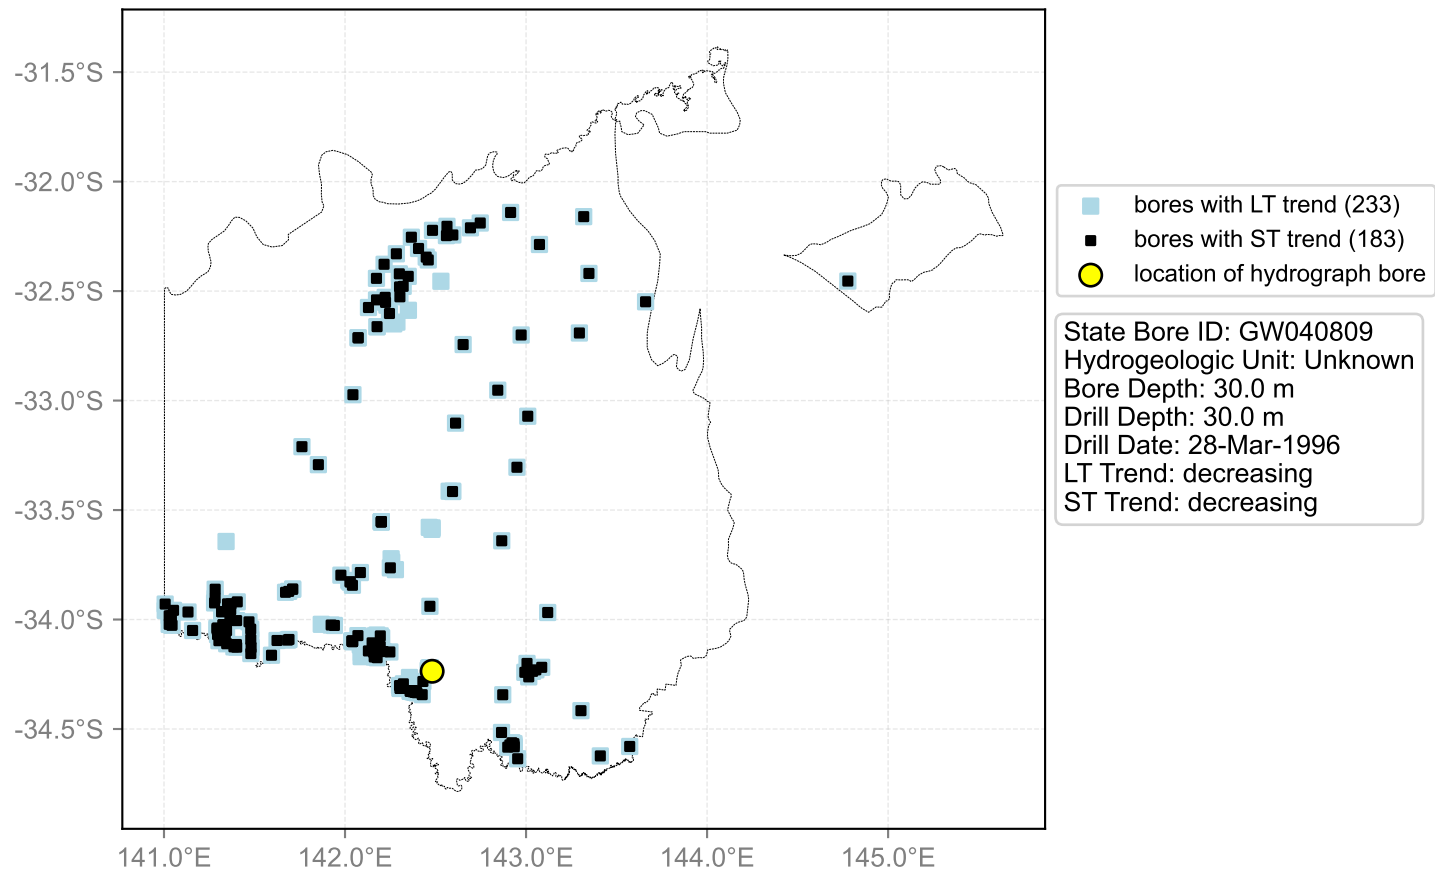 -31.5°S
-32.0°S
-32.5°S
-33.0°S
-33.5°S
-34.0°S
-34.5°S
141.0°E
142.0°E
143.0°E
144.0°E
145.0°E
bores with LT trend (233)
bores with ST trend (183)
location of hydrograph bore
State Bore ID: GW040809
Hydrogeologic Unit: Unknown
Bore Depth: 30.0 m
Drill Depth: 30.0 m
Drill Date: 28-Mar-1996
LT Trend: decreasing
ST Trend: decreasing